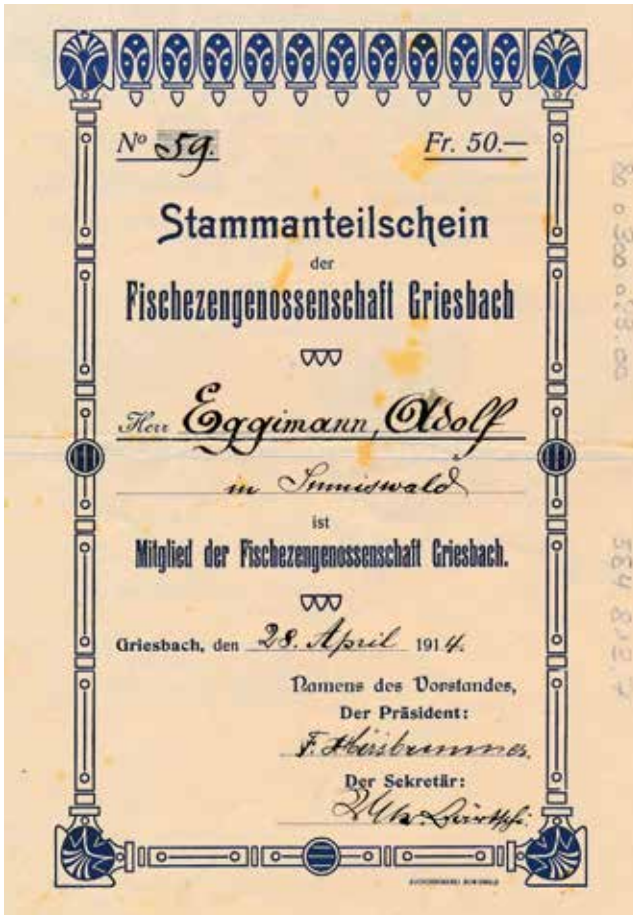 Nº 59. Fr. 50.—
Stammanteilschein
der
Fischezengenossenschaft Griesbach
Herr Eggimann, Adolf
in Sumiswald
ist
Mitglied der Fischezengenossenschaft Griesbach.
Griesbach, den 28. April 1914.
Namens des Vorstandes,
Der Präsident:
F. Hirsbrunner.
Der Sekretär: